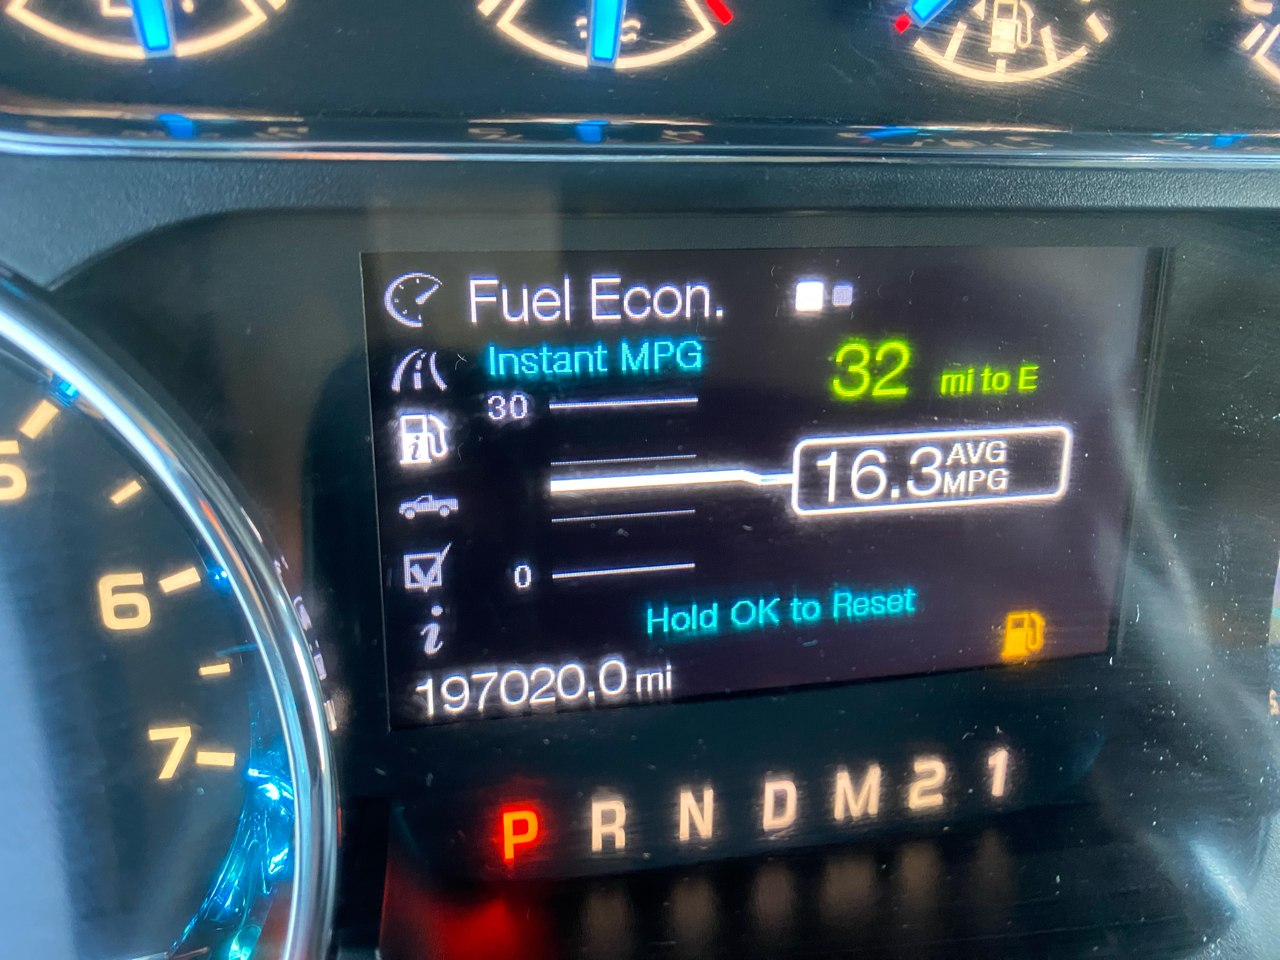 Fuel Econ.
Instant MPG
32 mi to E
30
16.3 AVG MPG
0
Hold OK to Reset
197020.0 mi
5
6
7
P R N D M 2 1